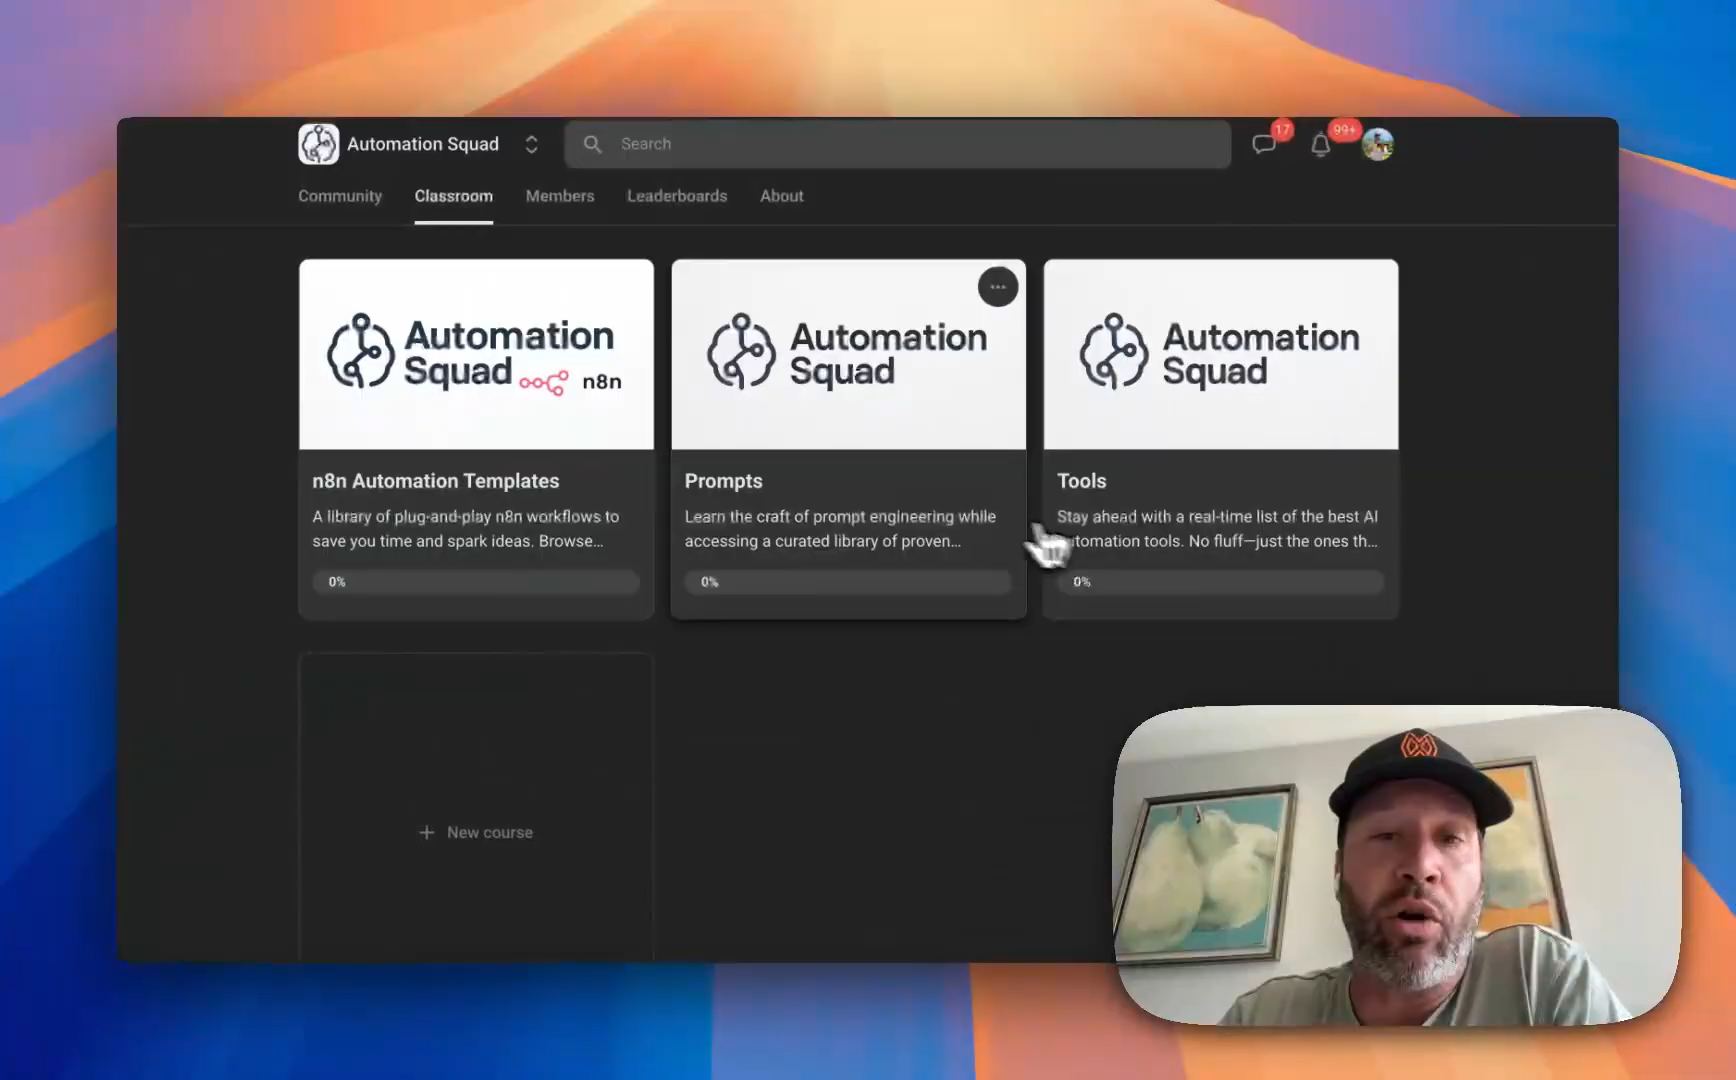 Automation Squad
Search
17
99+
Community
Classroom
Members
Leaderboards
About
Automation
Squad
n8n
Automation
Squad
Automation
Squad
n8n Automation Templates
A library of plug-and-play n8n workflows to
save you time and spark ideas. Browse...
0%
Prompts
Learn the craft of prompt engineering while
accessing a curated library of proven...
0%
Tools
Stay ahead with a real-time list of the best AI
tomation tools. No fluff—just the ones th...
0%
+ New course